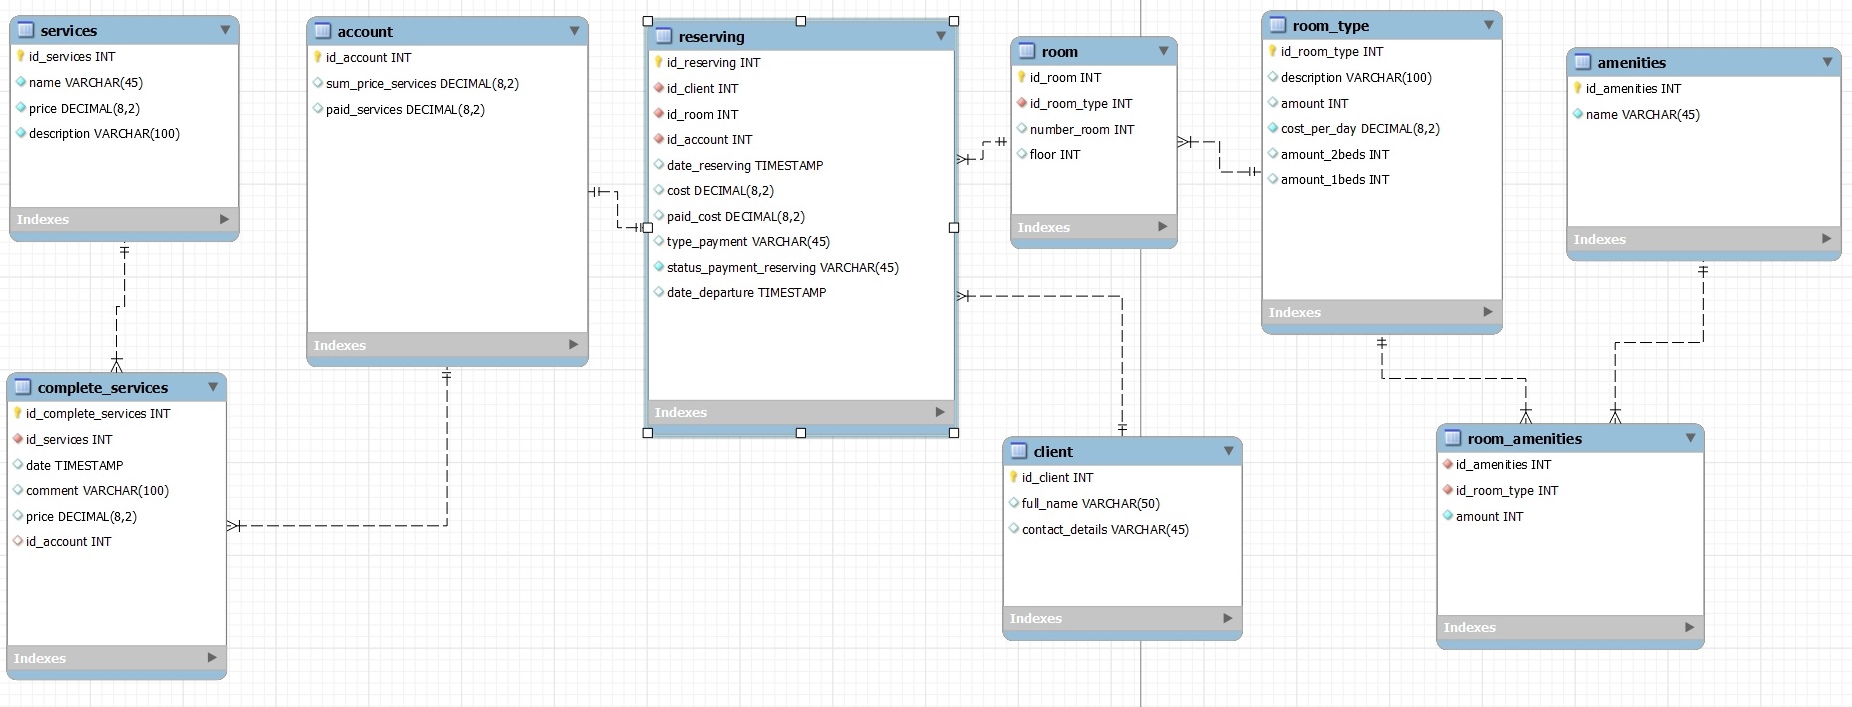 services
id_services INT
name VARCHAR(45)
price DECIMAL(8,2)
description VARCHAR(100)
Indexes
account
id_account INT
sum_price_services DECIMAL(8,2)
paid_services DECIMAL(8,2)
Indexes
reserving
id_reserving INT
id_client INT
id_room INT
id_account INT
date_reserving TIMESTAMP
cost DECIMAL(8,2)
paid_cost DECIMAL(8,2)
type_payment VARCHAR(45)
status_payment_reserving VARCHAR(45)
date_departure TIMESTAMP
Indexes
room
id_room INT
id_room_type INT
number_room INT
floor INT
Indexes
room_type
id_room_type INT
description VARCHAR(100)
amount INT
cost_per_day DECIMAL(8,2)
amount_2beds INT
amount_1beds INT
Indexes
amenities
id_amenities INT
name VARCHAR(45)
Indexes
complete_services
id_complete_services INT
id_services INT
date TIMESTAMP
comment VARCHAR(100)
price DECIMAL(8,2)
id_account INT
Indexes
client
id_client INT
full_name VARCHAR(50)
contact_details VARCHAR(45)
Indexes
room_amenities
id_amenities INT
id_room_type INT
amount INT
Indexes